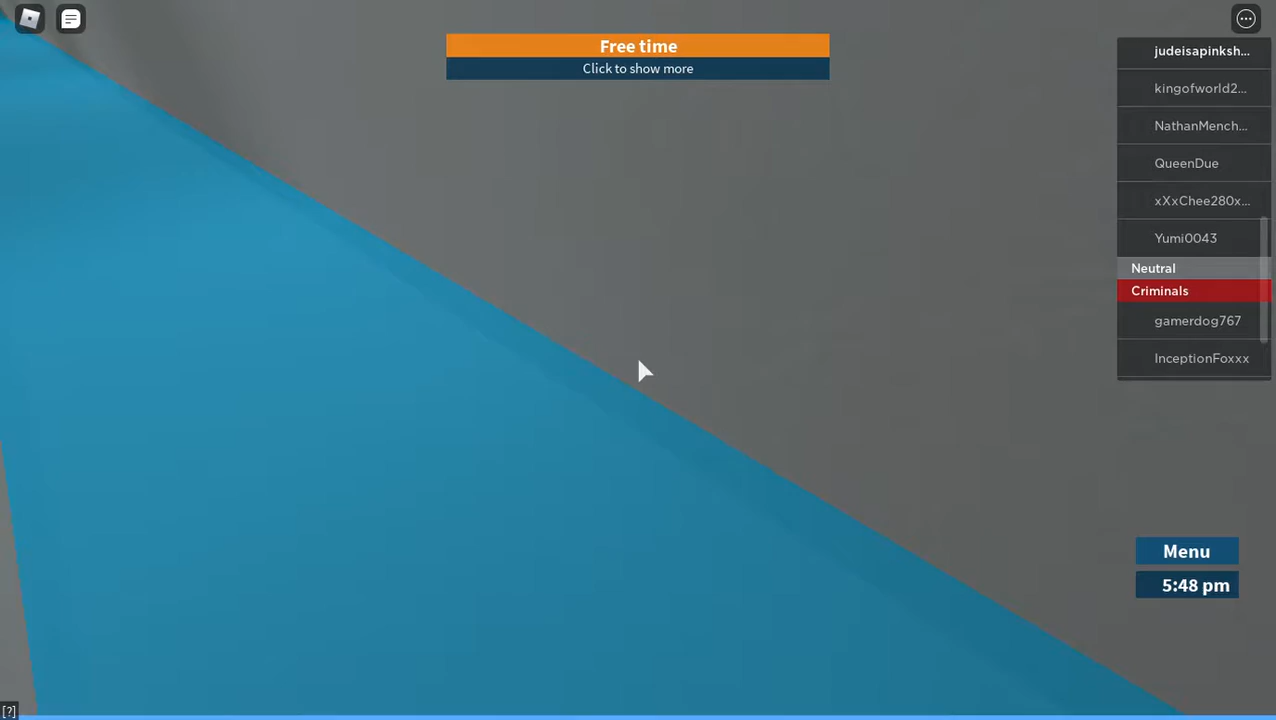 Free time
Click to show more
judeisapinksh...
kingofworld2...
NathanMench...
QueenDue
xXxChee280x...
Yumi0043
Neutral
Criminals
gamerdog767
InceptionFoxxx
Menu
5:48 pm
[?]